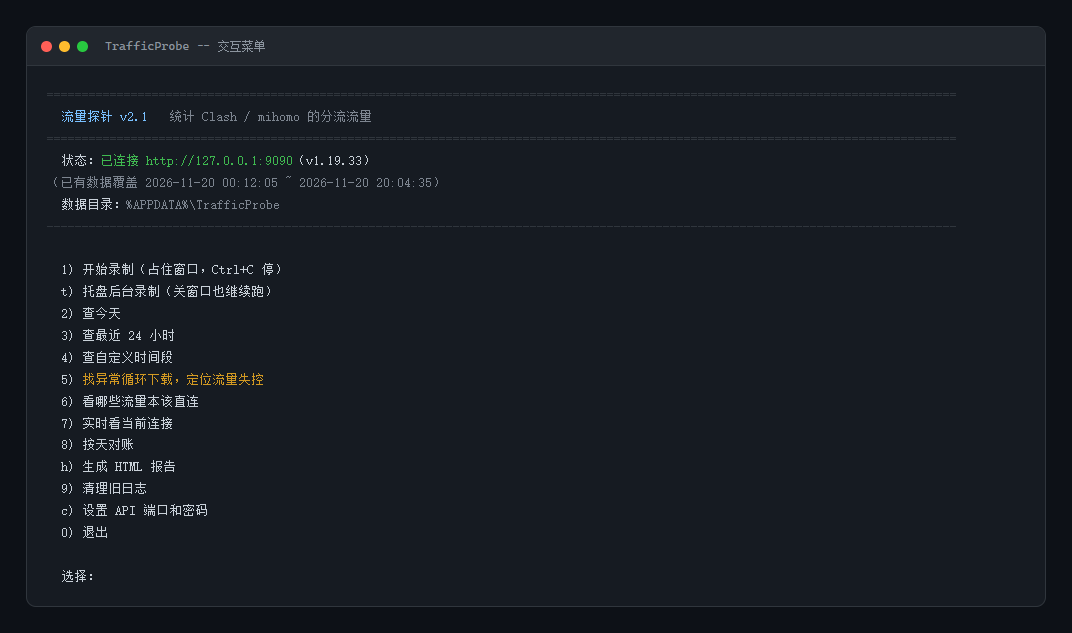 TrafficProbe -- 交互菜单
流量探针 v2.1 统计 Clash / mihomo 的分流流量
状态：已连接 http://127.0.0.1:9090（v1.19.33）
（已有数据覆盖 2026-11-20 00:12:05 ~ 2026-11-20 20:04:35）
数据目录：%APPDATA%\TrafficProbe
1) 开始录制（占住窗口，Ctrl+C 停）
t) 托盘后台录制（关窗口也继续跑）
2) 查今天
3) 查最近 24 小时
4) 查自定义时间段
5) 找异常循环下载，定位流量失控
6) 看哪些流量本该直连
7) 实时看当前连接
8) 按天对账
h) 生成 HTML 报告
9) 清理旧日志
c) 设置 API 端口和密码
0) 退出
选择：